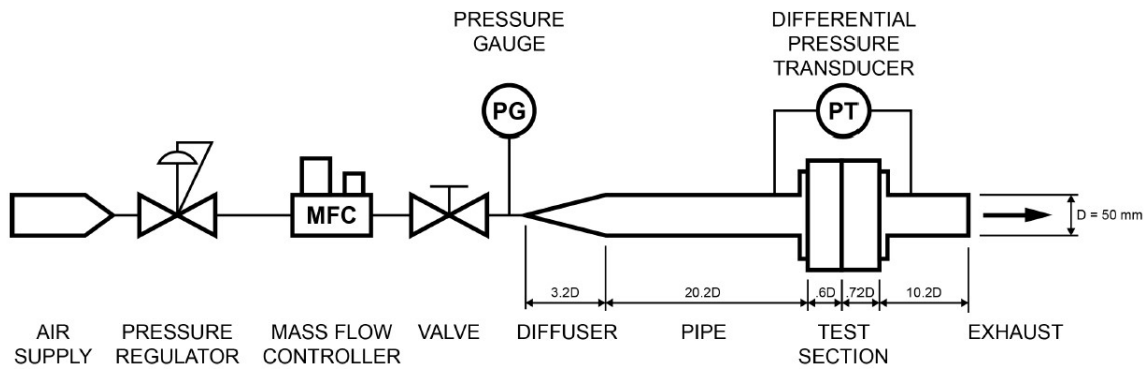 PRESSURE
GAUGE
DIFFERENTIAL
PRESSURE
TRANSDUCER
PG
PT
MFC
D = 50 mm
3.2D
20.2D
.6D
.72D
10.2D
AIR
SUPPLY
PRESSURE
REGULATOR
MASS FLOW
CONTROLLER
VALVE
DIFFUSER
PIPE
TEST
SECTION
EXHAUST